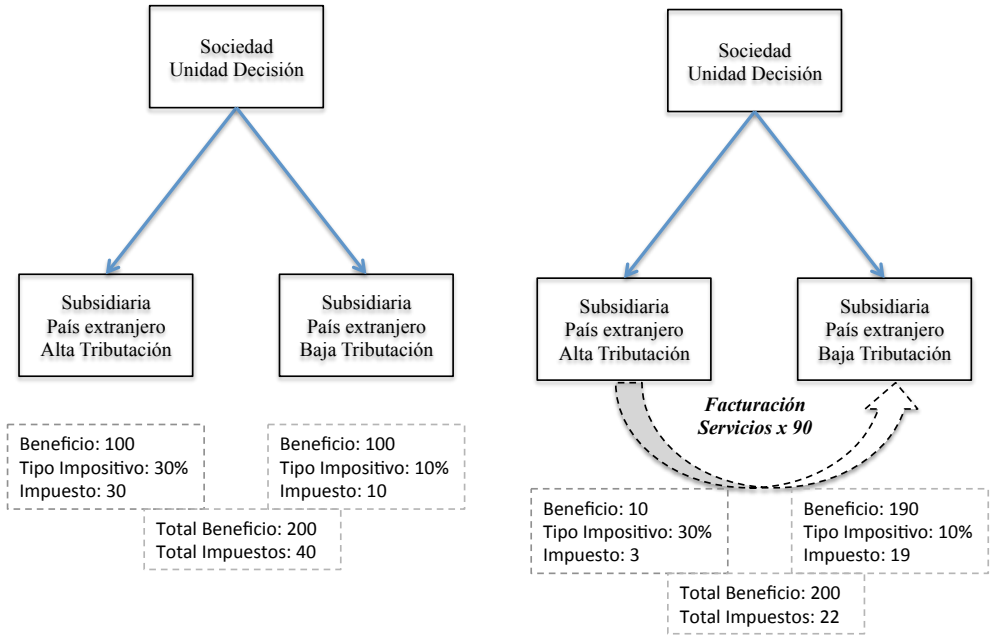 Sociedad
Unidad Decisión
Subsidiaria
País extranjero
Alta Tributación
Subsidiaria
País extranjero
Baja Tributación
Beneficio: 100
Tipo Impositivo: 30%
Impuesto: 30
Beneficio: 100
Tipo Impositivo: 10%
Impuesto: 10
Total Beneficio: 200
Total Impuestos: 40
Sociedad
Unidad Decisión
Subsidiaria
País extranjero
Alta Tributación
Subsidiaria
País extranjero
Baja Tributación
Facturación
Servicios x 90
Beneficio: 10
Tipo Impositivo: 30%
Impuesto: 3
Beneficio: 190
Tipo Impositivo: 10%
Impuesto: 19
Total Beneficio: 200
Total Impuestos: 22